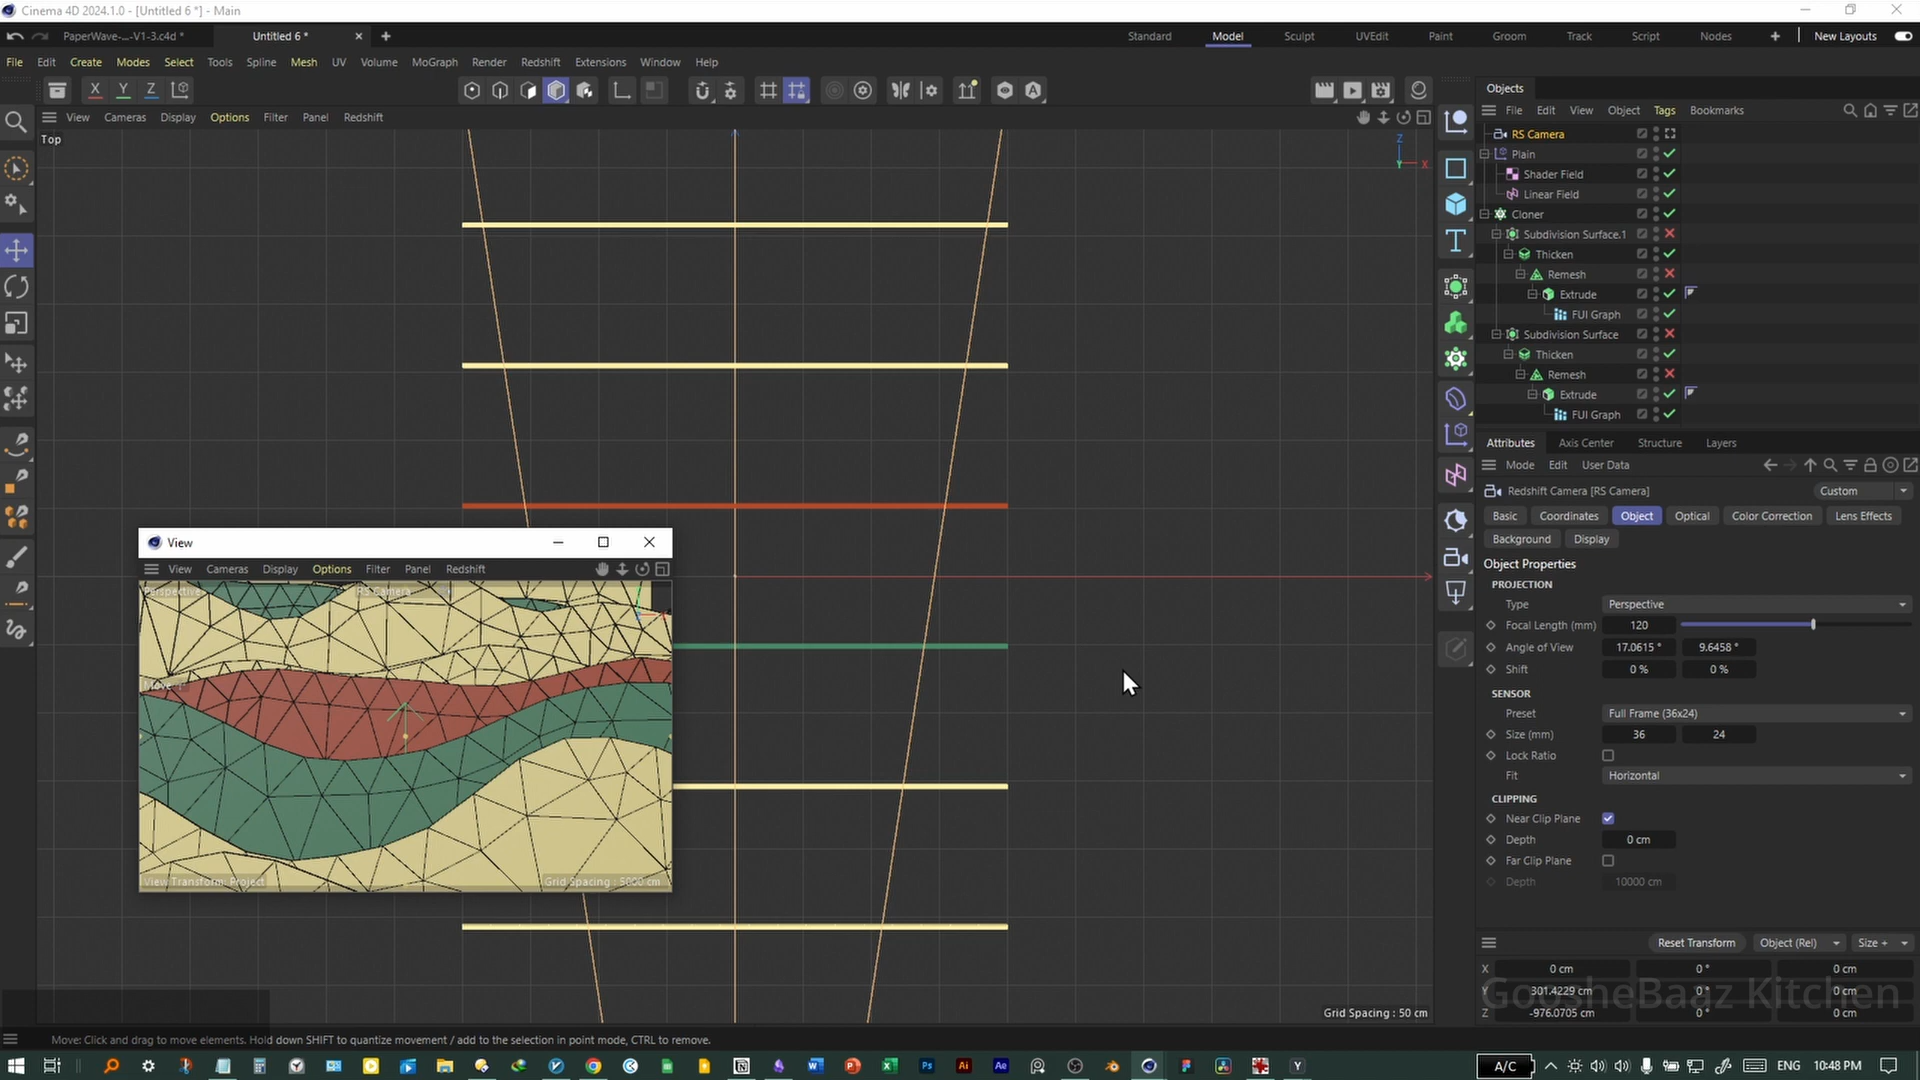 Cinema 4D 2024.1.0 - [Untitled 6 *] - Main
PaperWave-...-V1-3.c4d *
Untitled 6 *
Standard
Model
Sculpt
UVEdit
Paint
Groom
Track
Script
Nodes
New Layouts
File Edit Create Modes Select Tools Spline Mesh UV Volume MoGraph Render Redshift Extensions Window Help
X Y Z
View Cameras Display Options Filter Panel Redshift
Top
Z
Y X
Objects
File Edit View Object Tags Bookmarks
RS Camera
Plain
Shader Field
Linear Field
Cloner
Subdivision Surface.1
Thicken
Remesh
Extrude
FUI Graph
Subdivision Surface
Thicken
Remesh
Extrude
FUI Graph
Attributes Axis Center Structure Layers
Mode Edit User Data
Redshift Camera [RS Camera]
Custom
Basic Coordinates Object Optical Color Correction Lens Effects
Background Display
Object Properties
PROJECTION
Type Perspective
Focal Length (mm) 120
Angle of View 17.0615 ° 9.6458 °
Shift 0 % 0 %
SENSOR
Preset Full Frame (36x24)
Size (mm) 36 24
Lock Ratio
Fit Horizontal
CLIPPING
Near Clip Plane
Depth 0 cm
Far Clip Plane
Depth 10000 cm
View
View Cameras Display Options Filter Panel Redshift
Perspective
RS Camera
Move
View Transform: Project
Grid Spacing : 5000 cm
Grid Spacing : 50 cm
Reset Transform Object (Rel) Size +
X 0 cm 0 ° 0 cm
Y 301.4229 cm 0 ° 0 cm
Z -976.0705 cm 0 ° 0 cm
GoosheBaaz Kitchen
Move: Click and drag to move elements. Hold down SHIFT to quantize movement / add to the selection in point mode, CTRL to remove.
A/C
ENG
10:48 PM